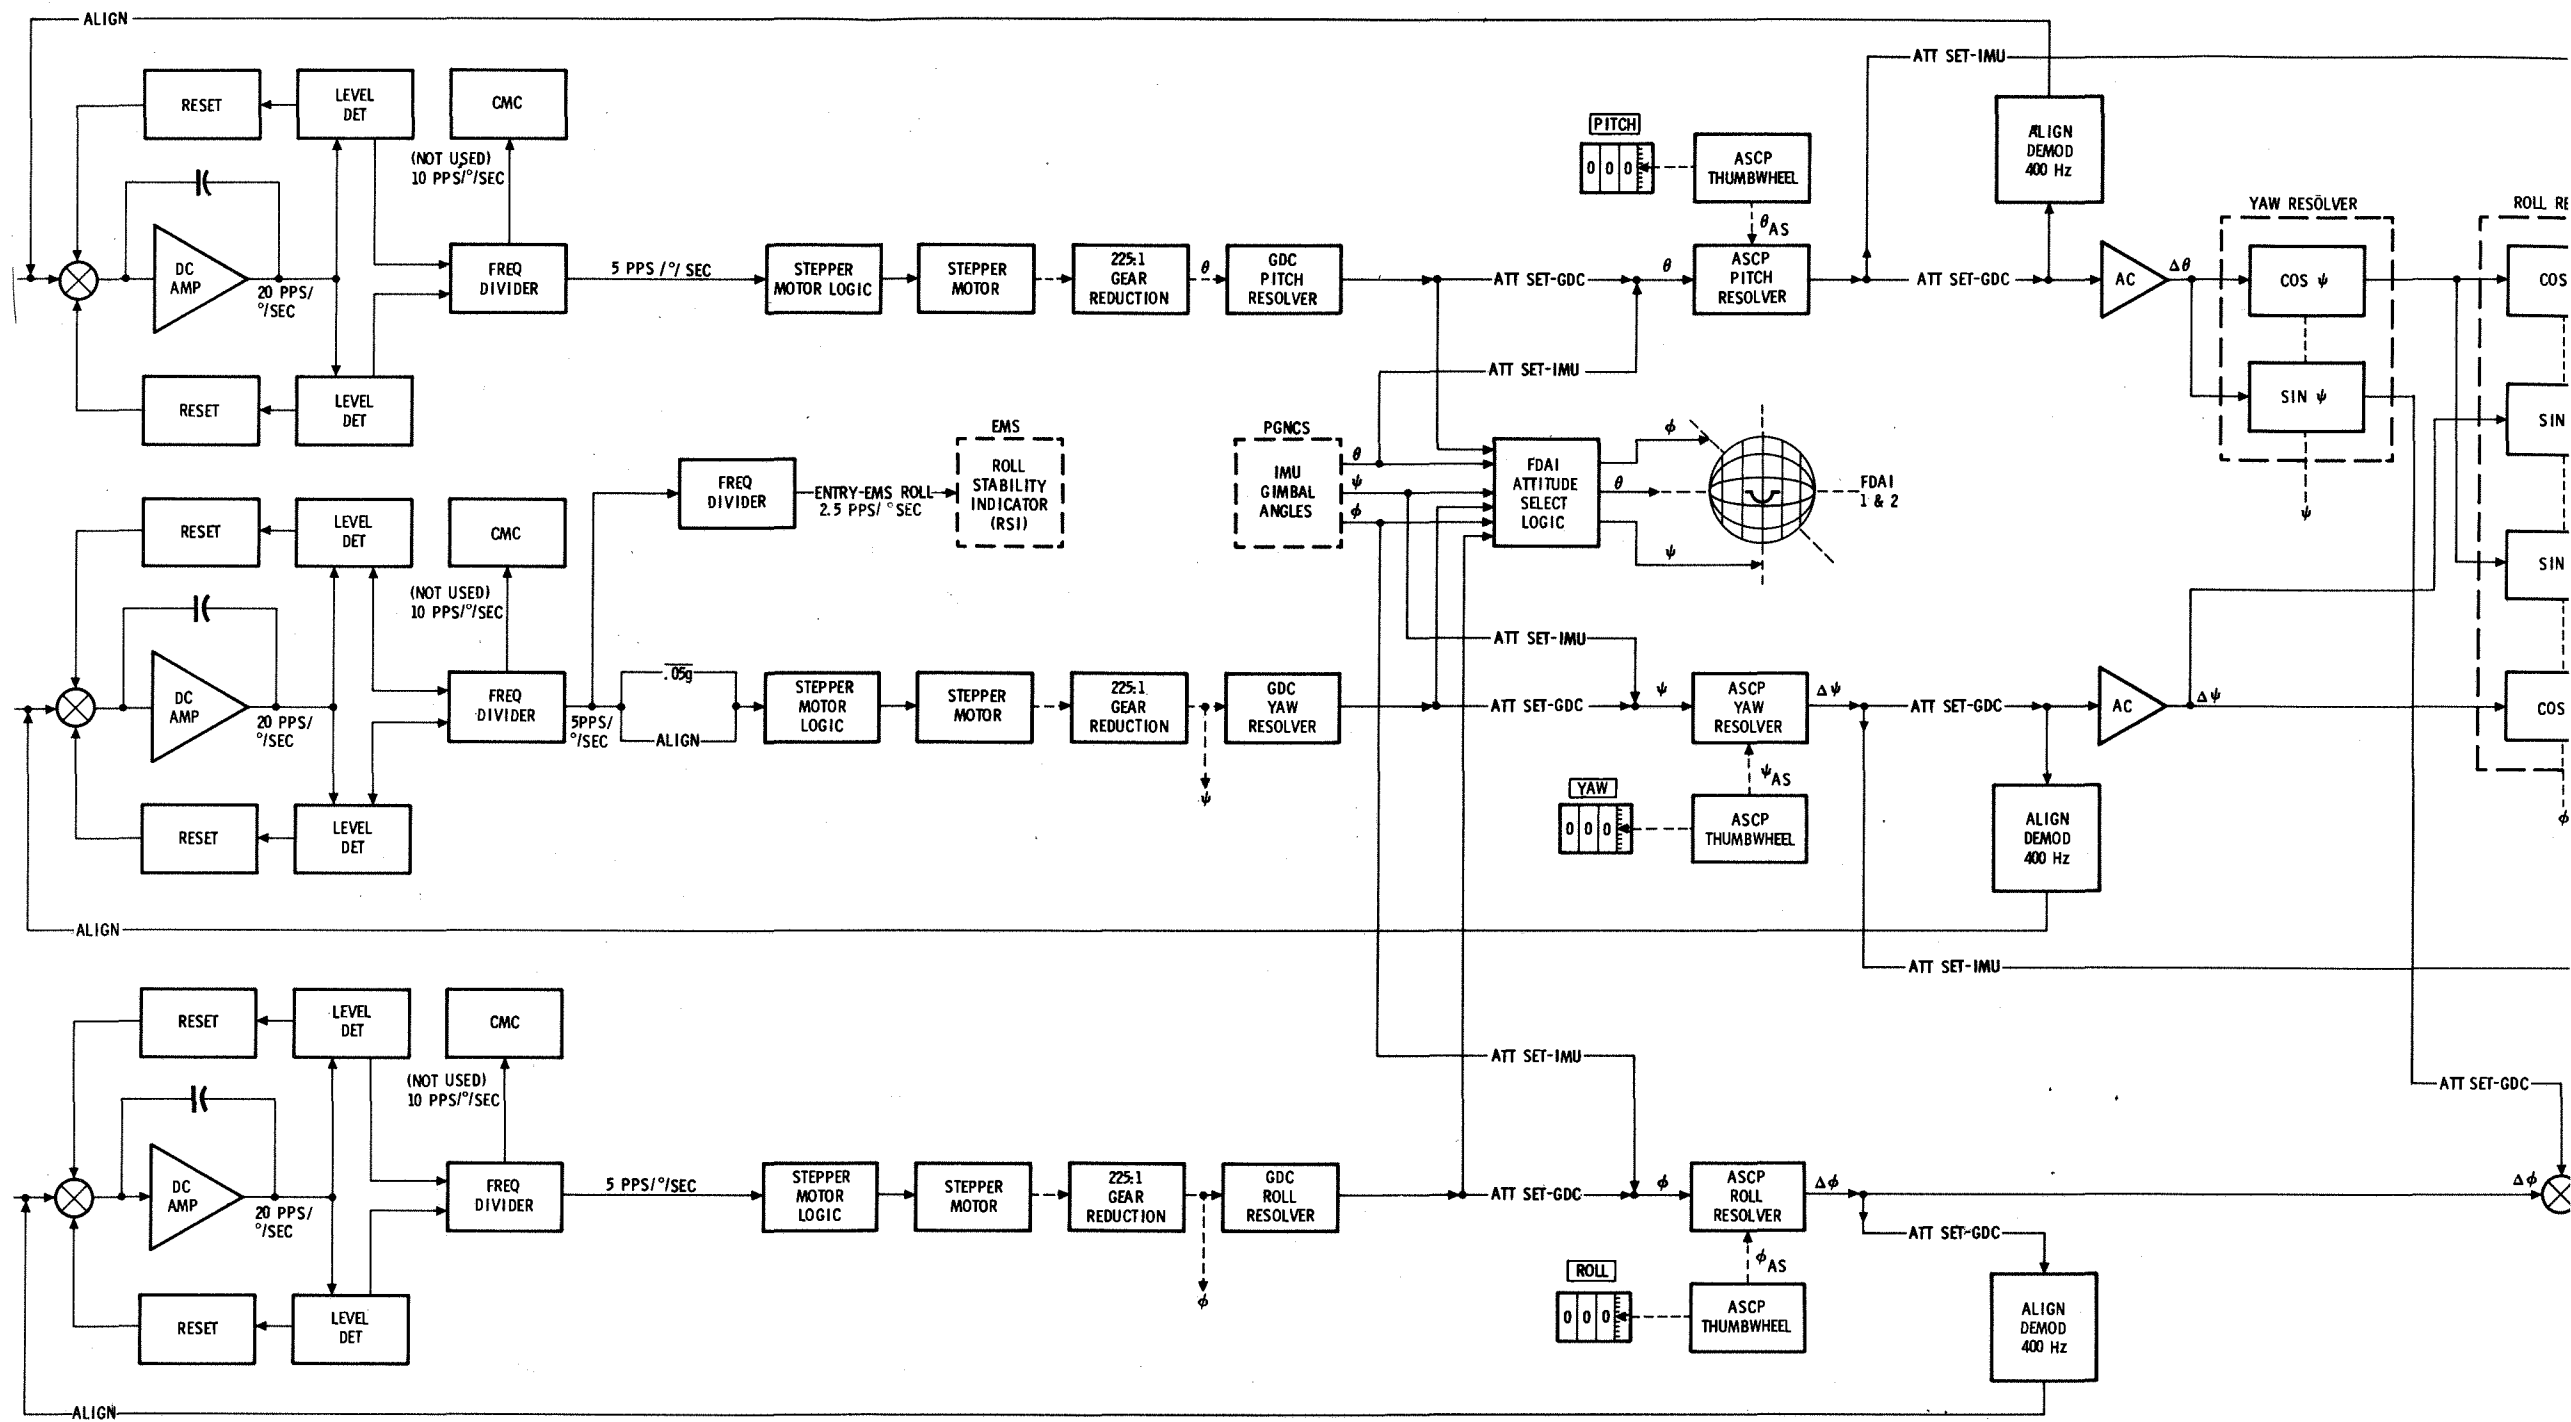 ALIGN
ATT SET-IMU
RESET
LEVEL
DET
CMC
(NOT USED)
10 PPS/°/SEC
DC
AMP
20 PPS/
°/SEC
FREQ
DIVIDER
5 PPS /°/ SEC
STEPPER
MOTOR LOGIC
STEPPER
MOTOR
225:1
GEAR
REDUCTION
θ
GDC
PITCH
RESOLVER
ATT SET-GDC
θ
PITCH
0 0 0
ASCP
THUMBWHEEL
θAS
ASCP
PITCH
RESOLVER
ATT SET-GDC
ALIGN
DEMOD
400 Hz
AC
Δθ
YAW RESOLVER
COS ψ
SIN ψ
ψ
ROLL RE
COS
SIN
SIN
COS
φ
RESET
LEVEL
DET
ATT SET-IMU
FREQ
DIVIDER
ENTRY-EMS ROLL
2.5 PPS/°SEC
EMS
ROLL
STABILITY
INDICATOR
(RSI)
PGNCS
IMU
GIMBAL
ANGLES
θ
ψ
φ
FDAI
ATTITUDE
SELECT
LOGIC
φ
θ
ψ
FDAI
1 & 2
RESET
LEVEL
DET
CMC
(NOT USED)
10 PPS/°/SEC
DC
AMP
20 PPS/
°/SEC
FREQ
DIVIDER
5PPS/
°/SEC
.05g
ALIGN
STEPPER
MOTOR
LOGIC
STEPPER
MOTOR
225:1
GEAR
REDUCTION
ψ
GDC
YAW
RESOLVER
ATT SET-IMU
ATT SET-GDC
ψ
ASCP
YAW
RESOLVER
Δψ
ATT SET-GDC
AC
Δψ
ψAS
YAW
0 0 0
ASCP
THUMBWHEEL
ALIGN
DEMOD
400 Hz
RESET
LEVEL
DET
ALIGN
ATT SET-IMU
RESET
LEVEL
DET
CMC
(NOT USED)
10 PPS/°/SEC
DC
AMP
20 PPS/
°/SEC
FREQ
DIVIDER
5 PPS/°/SEC
STEPPER
MOTOR
LOGIC
STEPPER
MOTOR
225:1
GEAR
REDUCTION
φ
GDC
ROLL
RESOLVER
ATT SET-IMU
ATT SET-GDC
φ
ASCP
ROLL
RESOLVER
Δφ
ATT SET-GDC
ATT SET-GDC
Δφ
φAS
ROLL
0 0 0
ASCP
THUMBWHEEL
ALIGN
DEMOD
400 Hz
RESET
LEVEL
DET
ALIGN